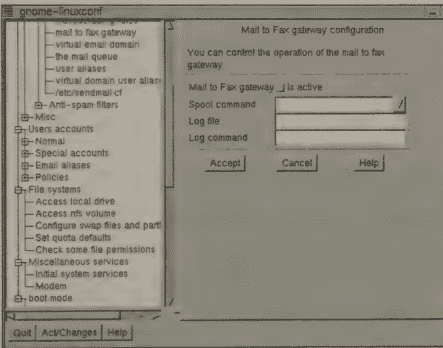 gnome-linuxconf
mail to fax gateway
virtual email domain
the mail queue
user aliases
virtual domain user aliase
/etc/sendmail.cf
Anti-spam filters
Misc
Users accounts
Normal
Special accounts
Email aliases
Policies
File systems
Access local drive
Access nfs volume
Configure swap files and parti
Set quota defaults
Check some file permissions
Miscellaneous services
Initial system services
Modem
boot mode
Mail to Fax gateway configuration
You can control the operation of the mail to fax
gateway
Mail to Fax gateway is active
Spool command
Log file
Log command
Accept Cancel Help
Quit Act/Changes Help